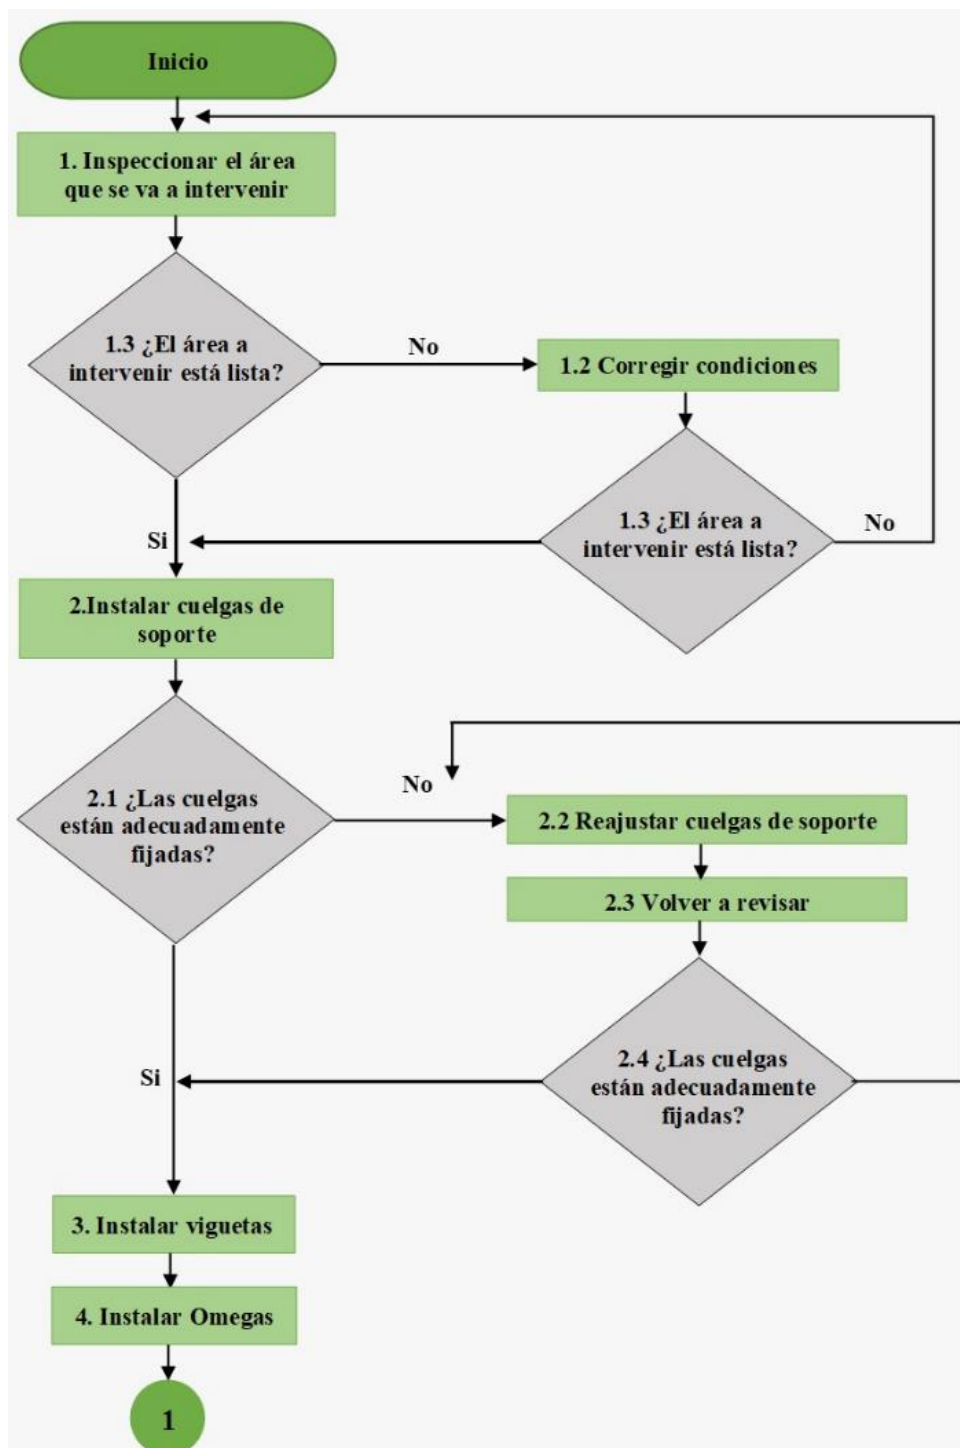 Inicio
1. Inspeccionar el área
que se va a intervenir
1.3 ¿El área a
intervenir está lista?
No
1.2 Corregir condiciones
1.3 ¿El área a
intervenir está lista?
No
Si
2.Instalar cuelgas de
soporte
2.1 ¿Las cuelgas
están adecuadamente
fijadas?
No
2.2 Reajustar cuelgas de soporte
2.3 Volver a revisar
2.4 ¿Las cuelgas
están adecuadamente
fijadas?
Si
3. Instalar viguetas
4. Instalar Omegas
1